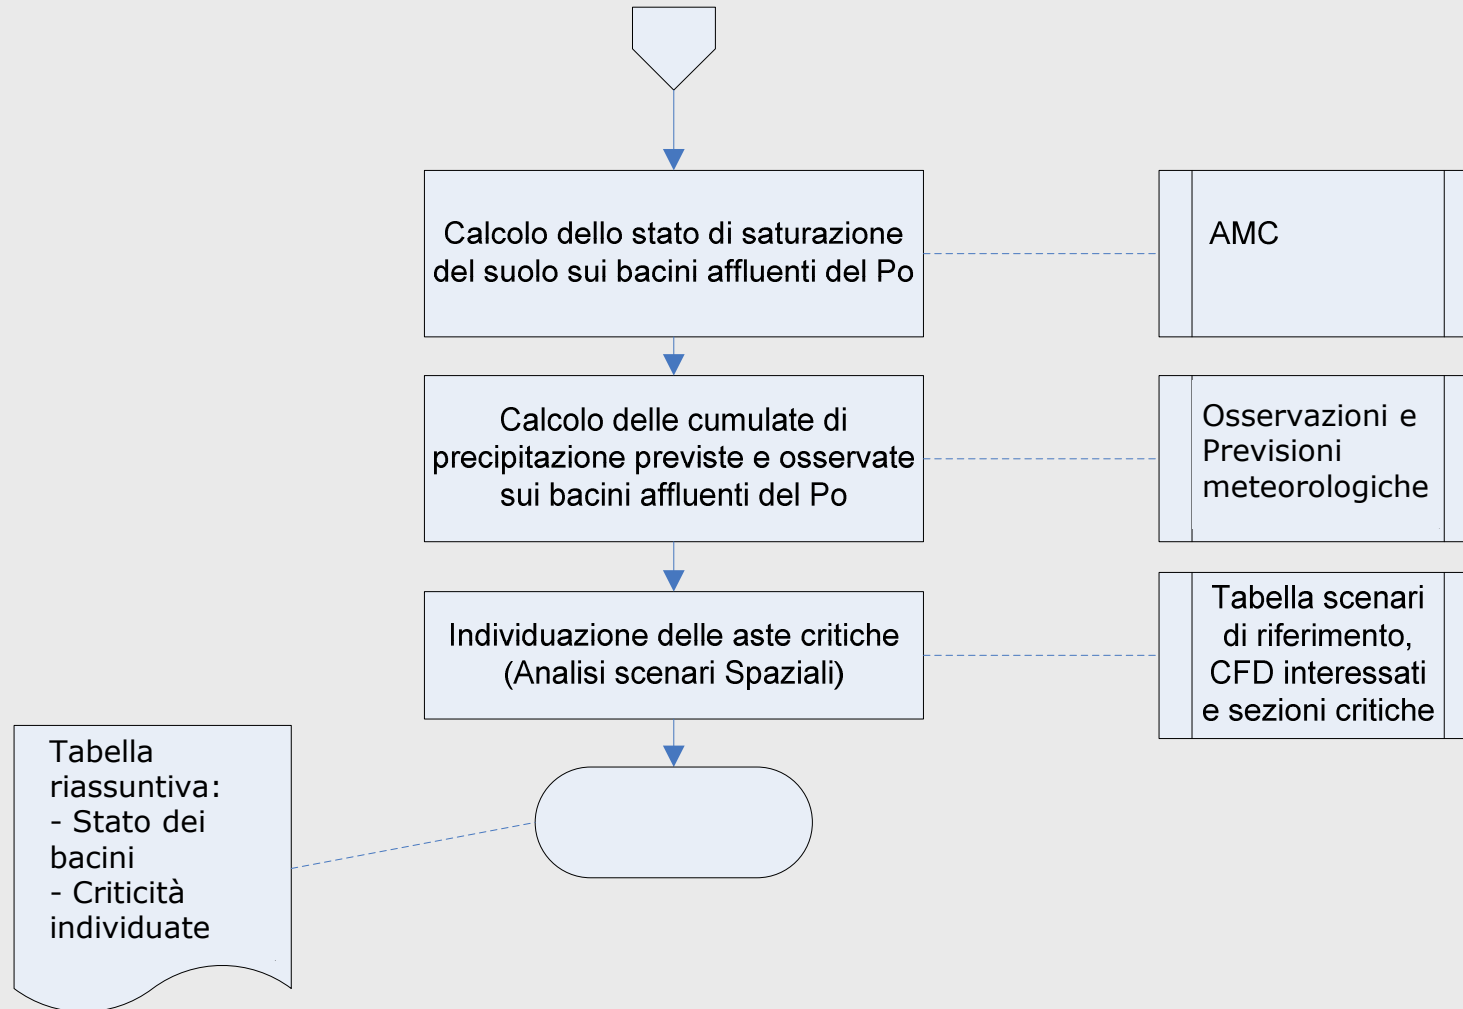 Calcolo dello stato di saturazione
del suolo sui bacini affluenti del Po
AMC
Calcolo delle cumulate di
precipitazione previste e osservate
sui bacini affluenti del Po
Osservazioni e
Previsioni
meteorologiche
Individuazione delle aste critiche
(Analisi scenari Spaziali)
Tabella scenari
di riferimento,
CFD interessati
e sezioni critiche
Tabella
riassuntiva:
- Stato dei
bacini
- Criticità
individuate